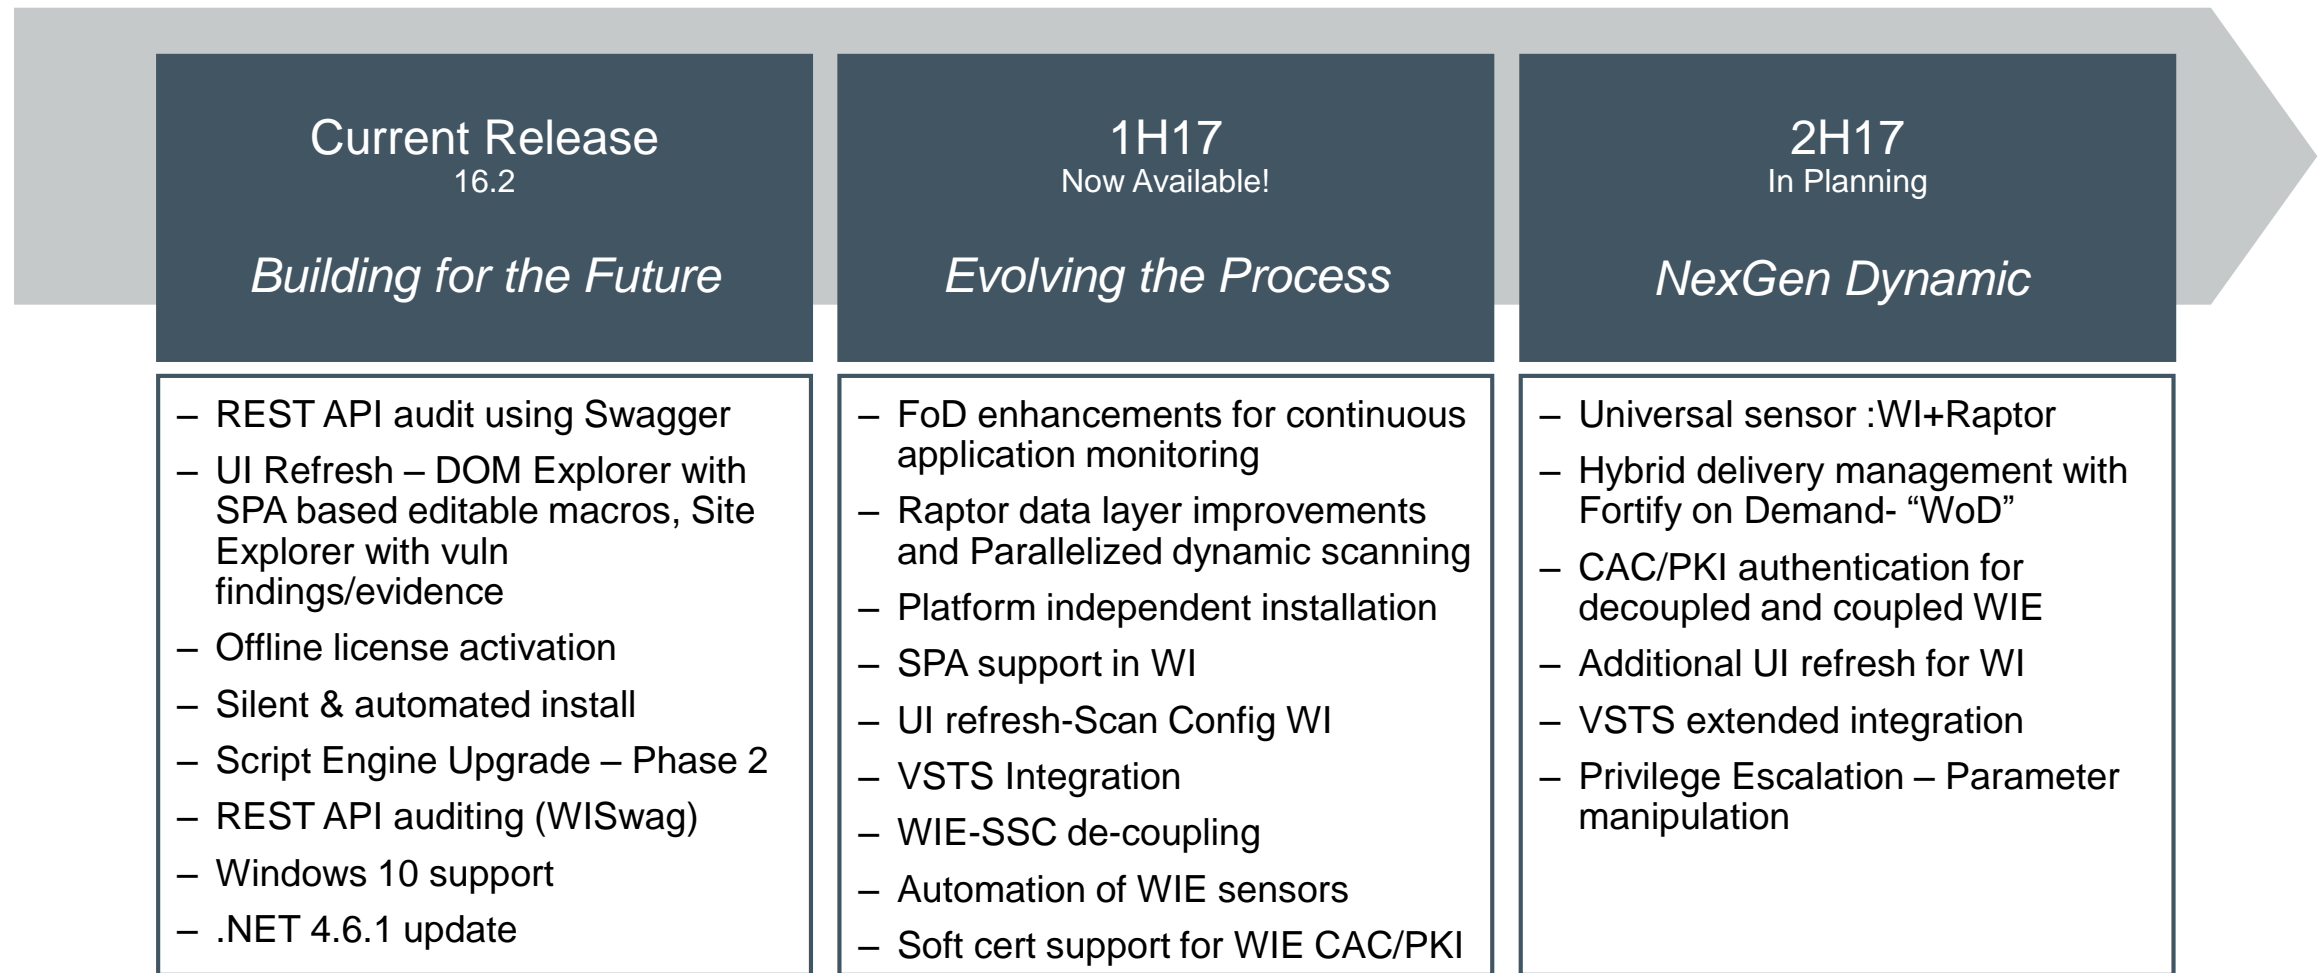 Current Release
16.2
Building for the Future
– REST API audit using Swagger
– UI Refresh – DOM Explorer with
SPA based editable macros, Site
Explorer with vuln
findings/evidence
– Offline license activation
– Silent & automated install
– Script Engine Upgrade – Phase 2
– REST API auditing (WISwag)
– Windows 10 support
– .NET 4.6.1 update
1H17
Now Available!
Evolving the Process
– FoD enhancements for continuous
application monitoring
– Raptor data layer improvements
and Parallelized dynamic scanning
– Platform independent installation
– SPA support in WI
– UI refresh-Scan Config WI
– VSTS Integration
– WIE-SSC de-coupling
– Automation of WIE sensors
– Soft cert support for WIE CAC/PKI
2H17
In Planning
NexGen Dynamic
– Universal sensor :WI+Raptor
– Hybrid delivery management with
Fortify on Demand- “WoD”
– CAC/PKI authentication for
decoupled and coupled WIE
– Additional UI refresh for WI
– VSTS extended integration
– Privilege Escalation – Parameter
manipulation